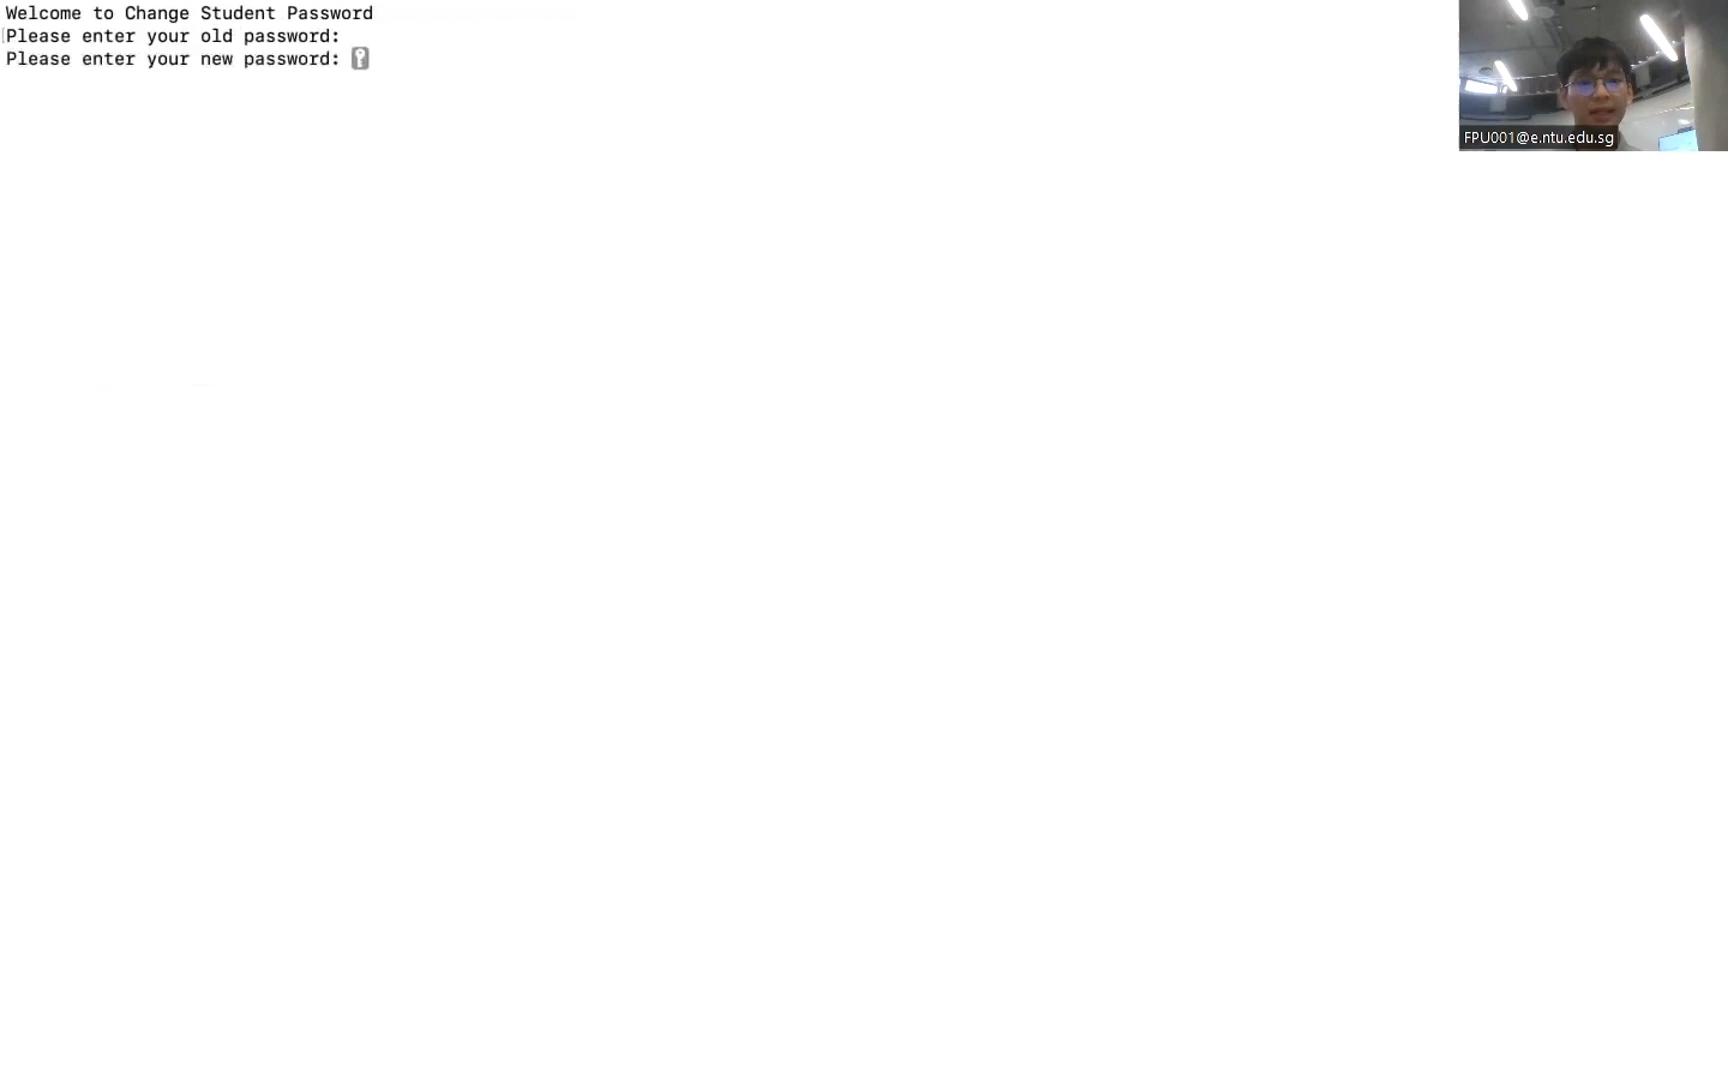 Welcome to Change Student Password
Please enter your old password:
Please enter your new password:
FPU001@e.ntu.edu.sg